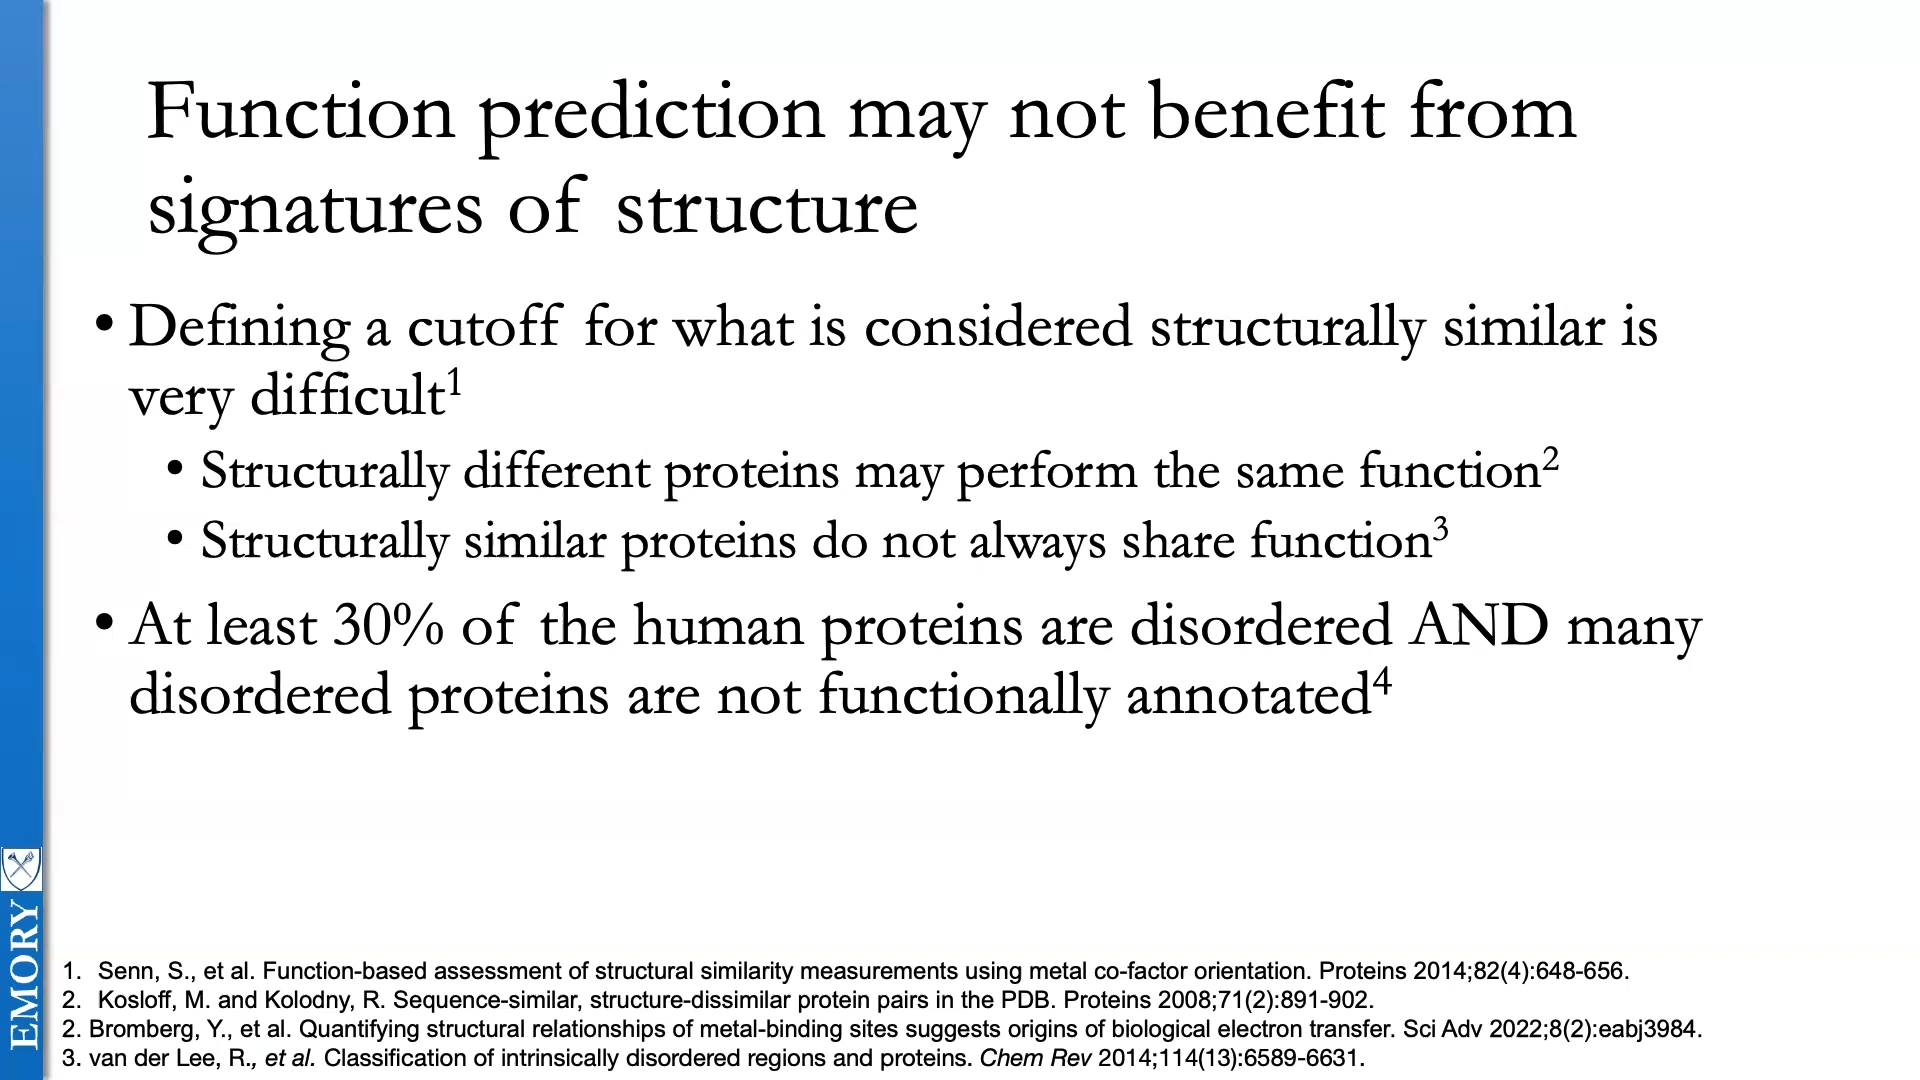 Function prediction may not benefit from
signatures of structure
• Defining a cutoff for what is considered structurally similar is
very difficult¹
• Structurally different proteins may perform the same function²
• Structurally similar proteins do not always share function³
• At least 30% of the human proteins are disordered AND many
disordered proteins are not functionally annotated⁴
EMORY
1. Senn, S., et al. Function-based assessment of structural similarity measurements using metal co-factor orientation. Proteins 2014;82(4):648-656.
2. Kosloff, M. and Kolodny, R. Sequence-similar, structure-dissimilar protein pairs in the PDB. Proteins 2008;71(2):891-902.
2. Bromberg, Y., et al. Quantifying structural relationships of metal-binding sites suggests origins of biological electron transfer. Sci Adv 2022;8(2):eabj3984.
3. van der Lee, R., et al. Classification of intrinsically disordered regions and proteins. Chem Rev 2014;114(13):6589-6631.